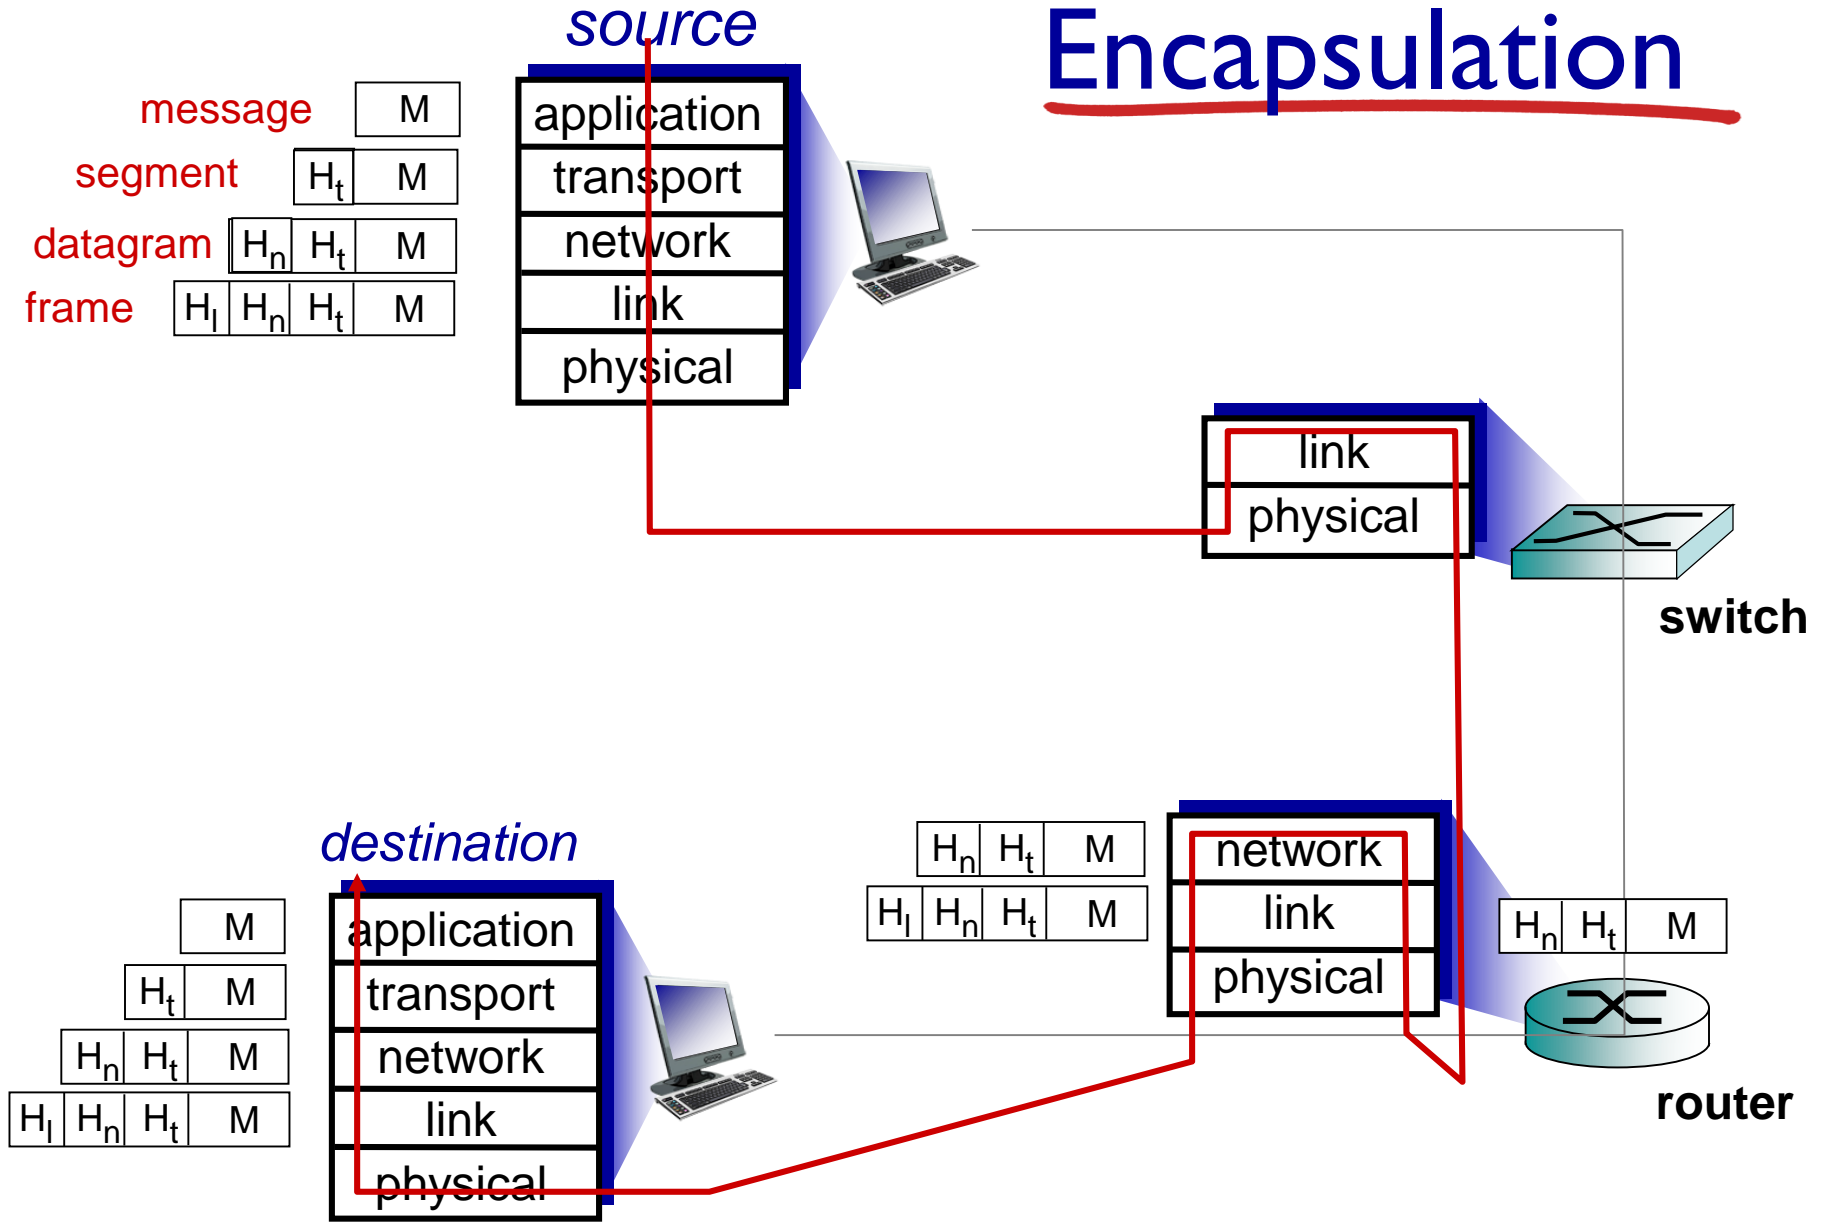 source
Encapsulation
message M
segment Ht M
datagram Hn Ht M
frame Hl Hn Ht M
application
transport
network
link
physical
link
physical
switch
destination
M
Ht M
Hn Ht M
Hl Hn Ht M
application
transport
network
link
physical
Hn Ht M
Hl Hn Ht M
network
link
physical
Hn Ht M
router